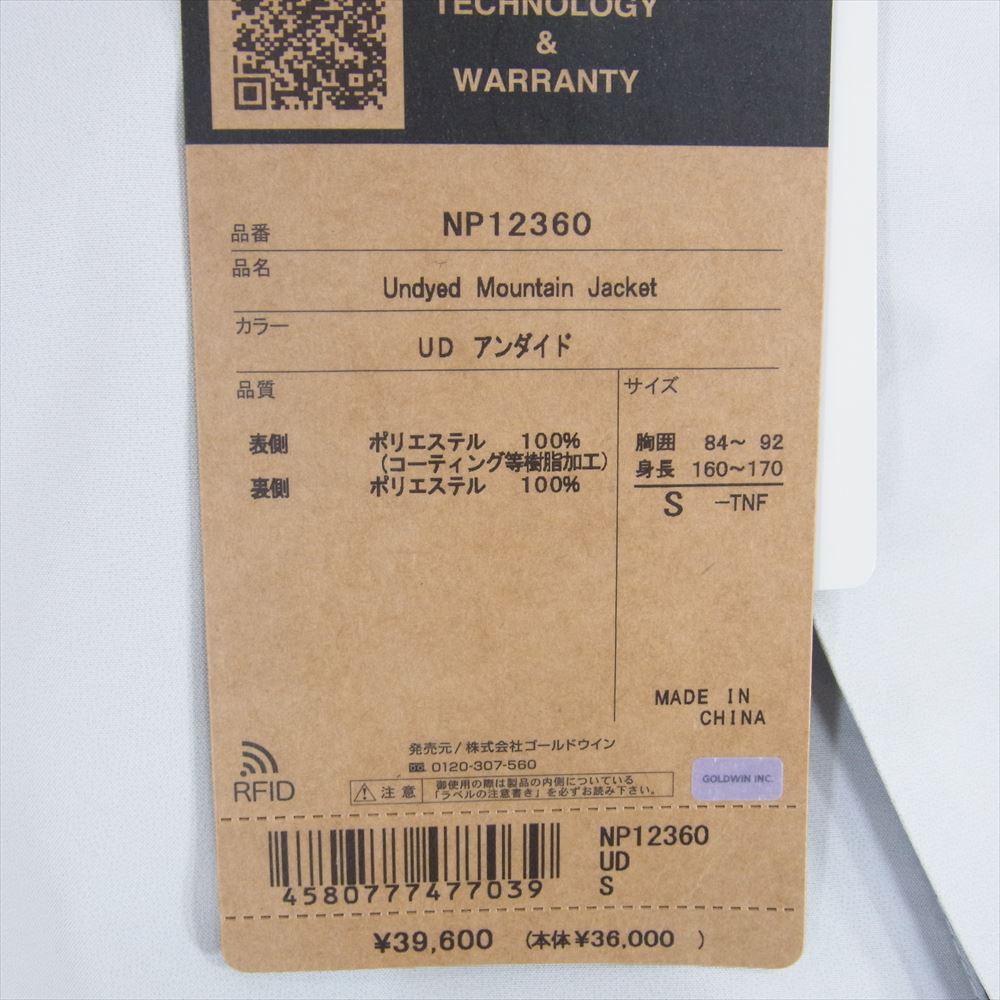 TECHNOLOGY
&
WARRANTY
品番 NP12360
品名
Undyed Mountain Jacket
カラー
UD アンダイド
品質
サイズ
表側 ポリエステル 100%
(コーティング等樹脂加工)
裏側 ポリエステル 100%
胸囲 84～ 92
身長 160～170
S -TNF
MADE IN
CHINA
発売元/株式会社ゴールドウイン
0120-307-560
RFID
注意 御使用の際は製品の内側についている
「ラベルの注意書き」を必ずお読み下さい。
GOLDWIN INC.
4580777477039
NP12360
UD
S
¥39,600 (本体¥36,000 )